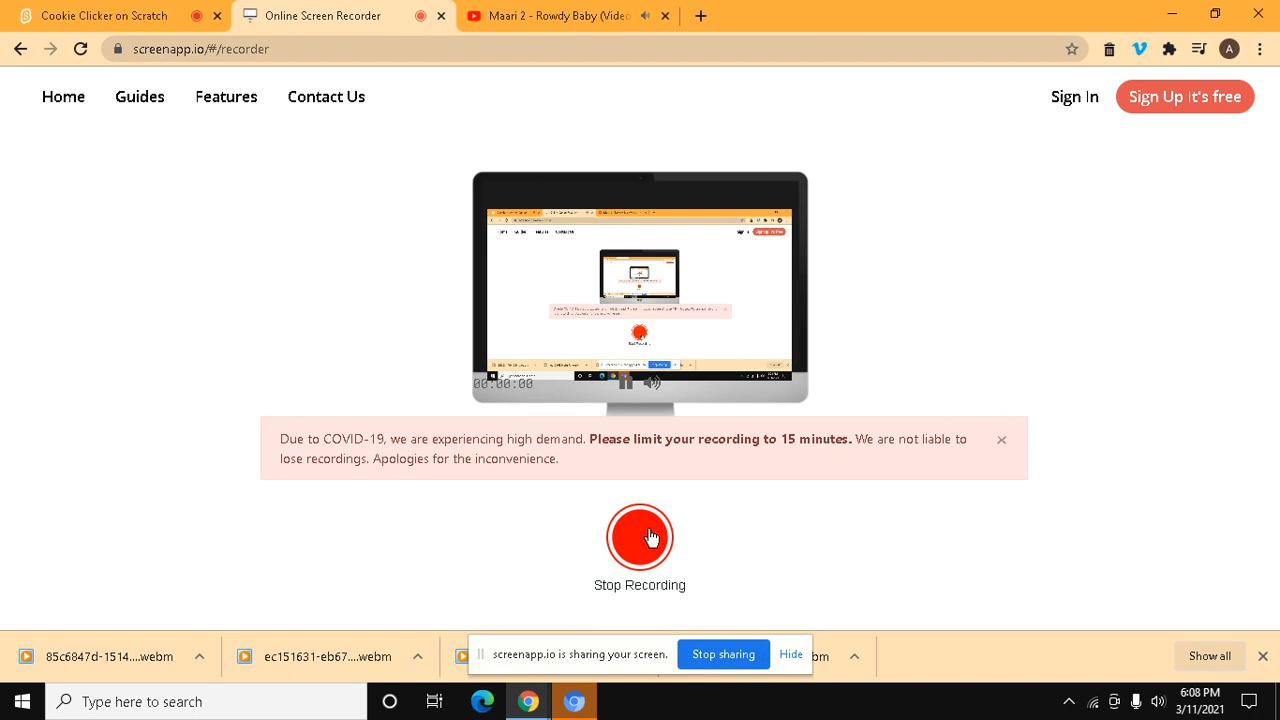 Cookie Clicker on Scratch
Online Screen Recorder
Maari 2 - Rowdy Baby (Video
screenapp.io/#/recorder
A
Home
Guides
Features
Contact Us
Sign In
Sign Up It's free
00:00:00
Due to COVID-19, we are experiencing high demand. Please limit your recording to 15 minutes. We are not liable to
lose recordings. Apologies for the inconvenience.
Stop Recording
85c6847d-1514....webm
ec151631-eb67....webm
screenapp.io is sharing your screen.
Stop sharing
Hide
bm
Show all
Type here to search
6:08 PM
3/11/2021